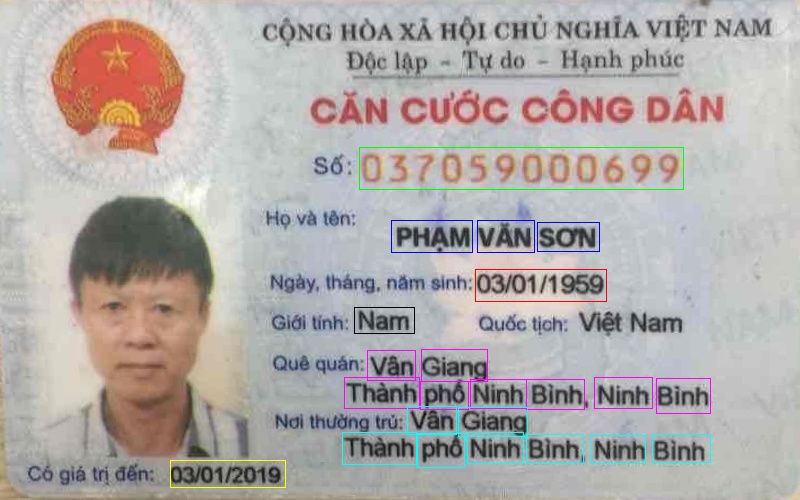 CỘNG HÒA XÃ HỘI CHỦ NGHĨA VIỆT NAM
Độc lập - Tự do - Hạnh phúc
CĂN CƯỚC CÔNG DÂN
Số: 037059000699
Họ và tên:
PHẠM VĂN SƠN
Ngày, tháng, năm sinh: 03/01/1959
Giới tính: Nam Quốc tịch: Việt Nam
Quê quán: Vân Giang
Thành phố Ninh Bình, Ninh Bình
Nơi thường trú: Vân Giang
Thành phố Ninh Bình, Ninh Bình
Có giá trị đến: 03/01/2019